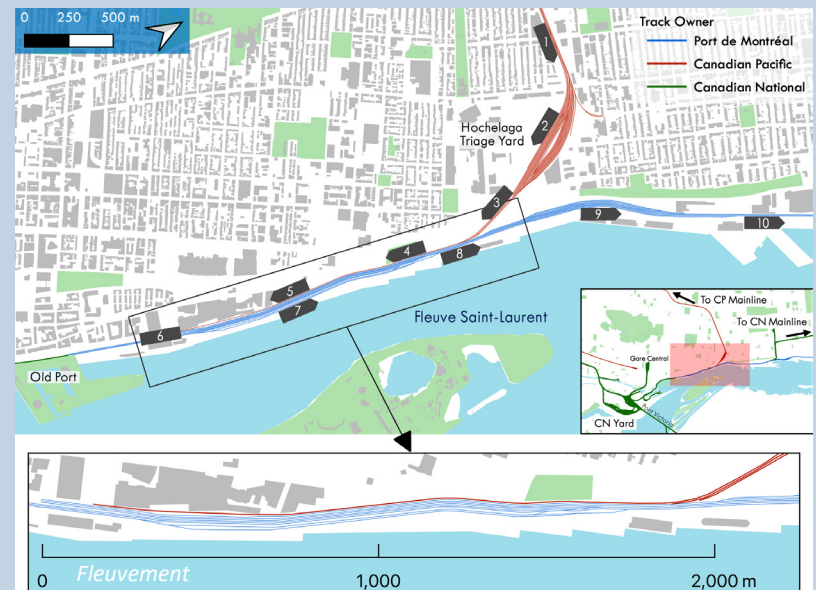 0 250 500 m
Track Owner
Port de Montréal
Canadian Pacific
Canadian National
1
2
Hochelaga
Triage Yard
3
9
10
4
8
5
7
6
Fleuve Saint-Laurent
Old Port
To CP Mainline
To CN Mainline
Gare Central
Pont Victoria
CN Yard
0
Fleuvement
1,000
2,000 m